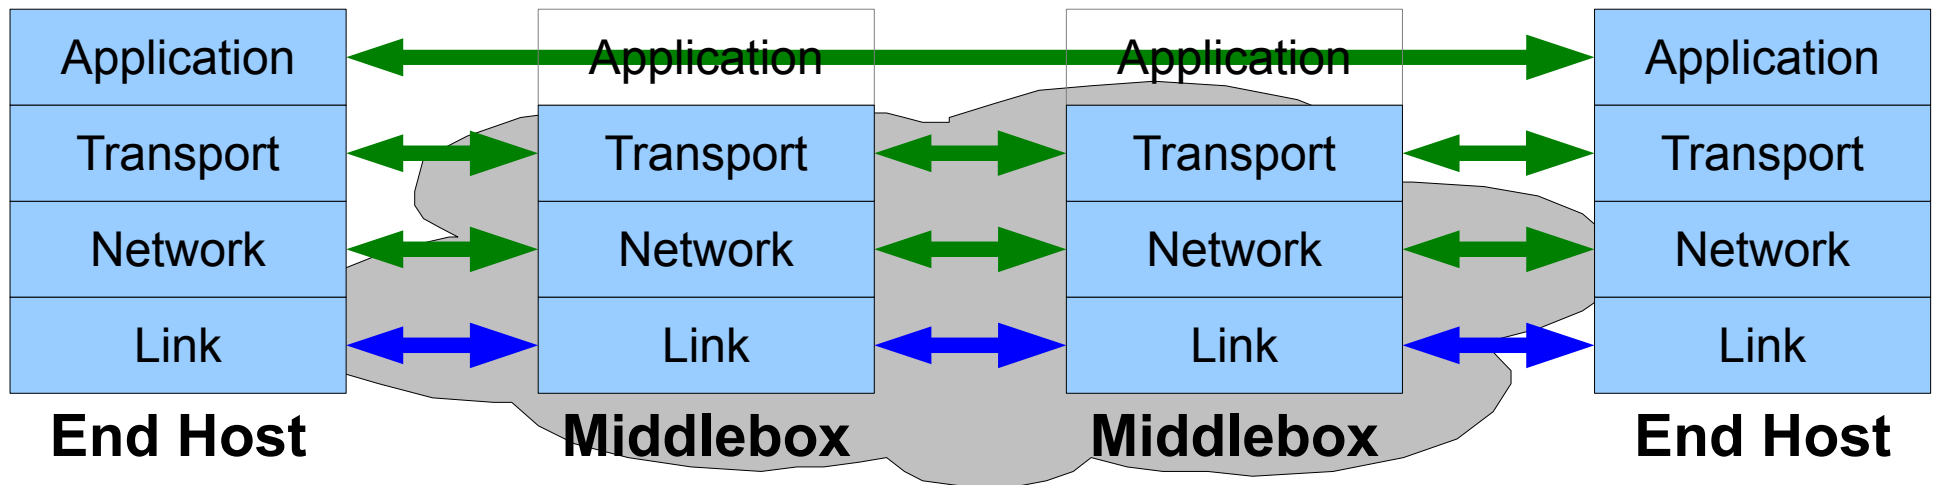 Application Application Application Application
Transport Transport Transport Transport
Network Network Network Network
Link Link Link Link
End Host Middlebox Middlebox End Host